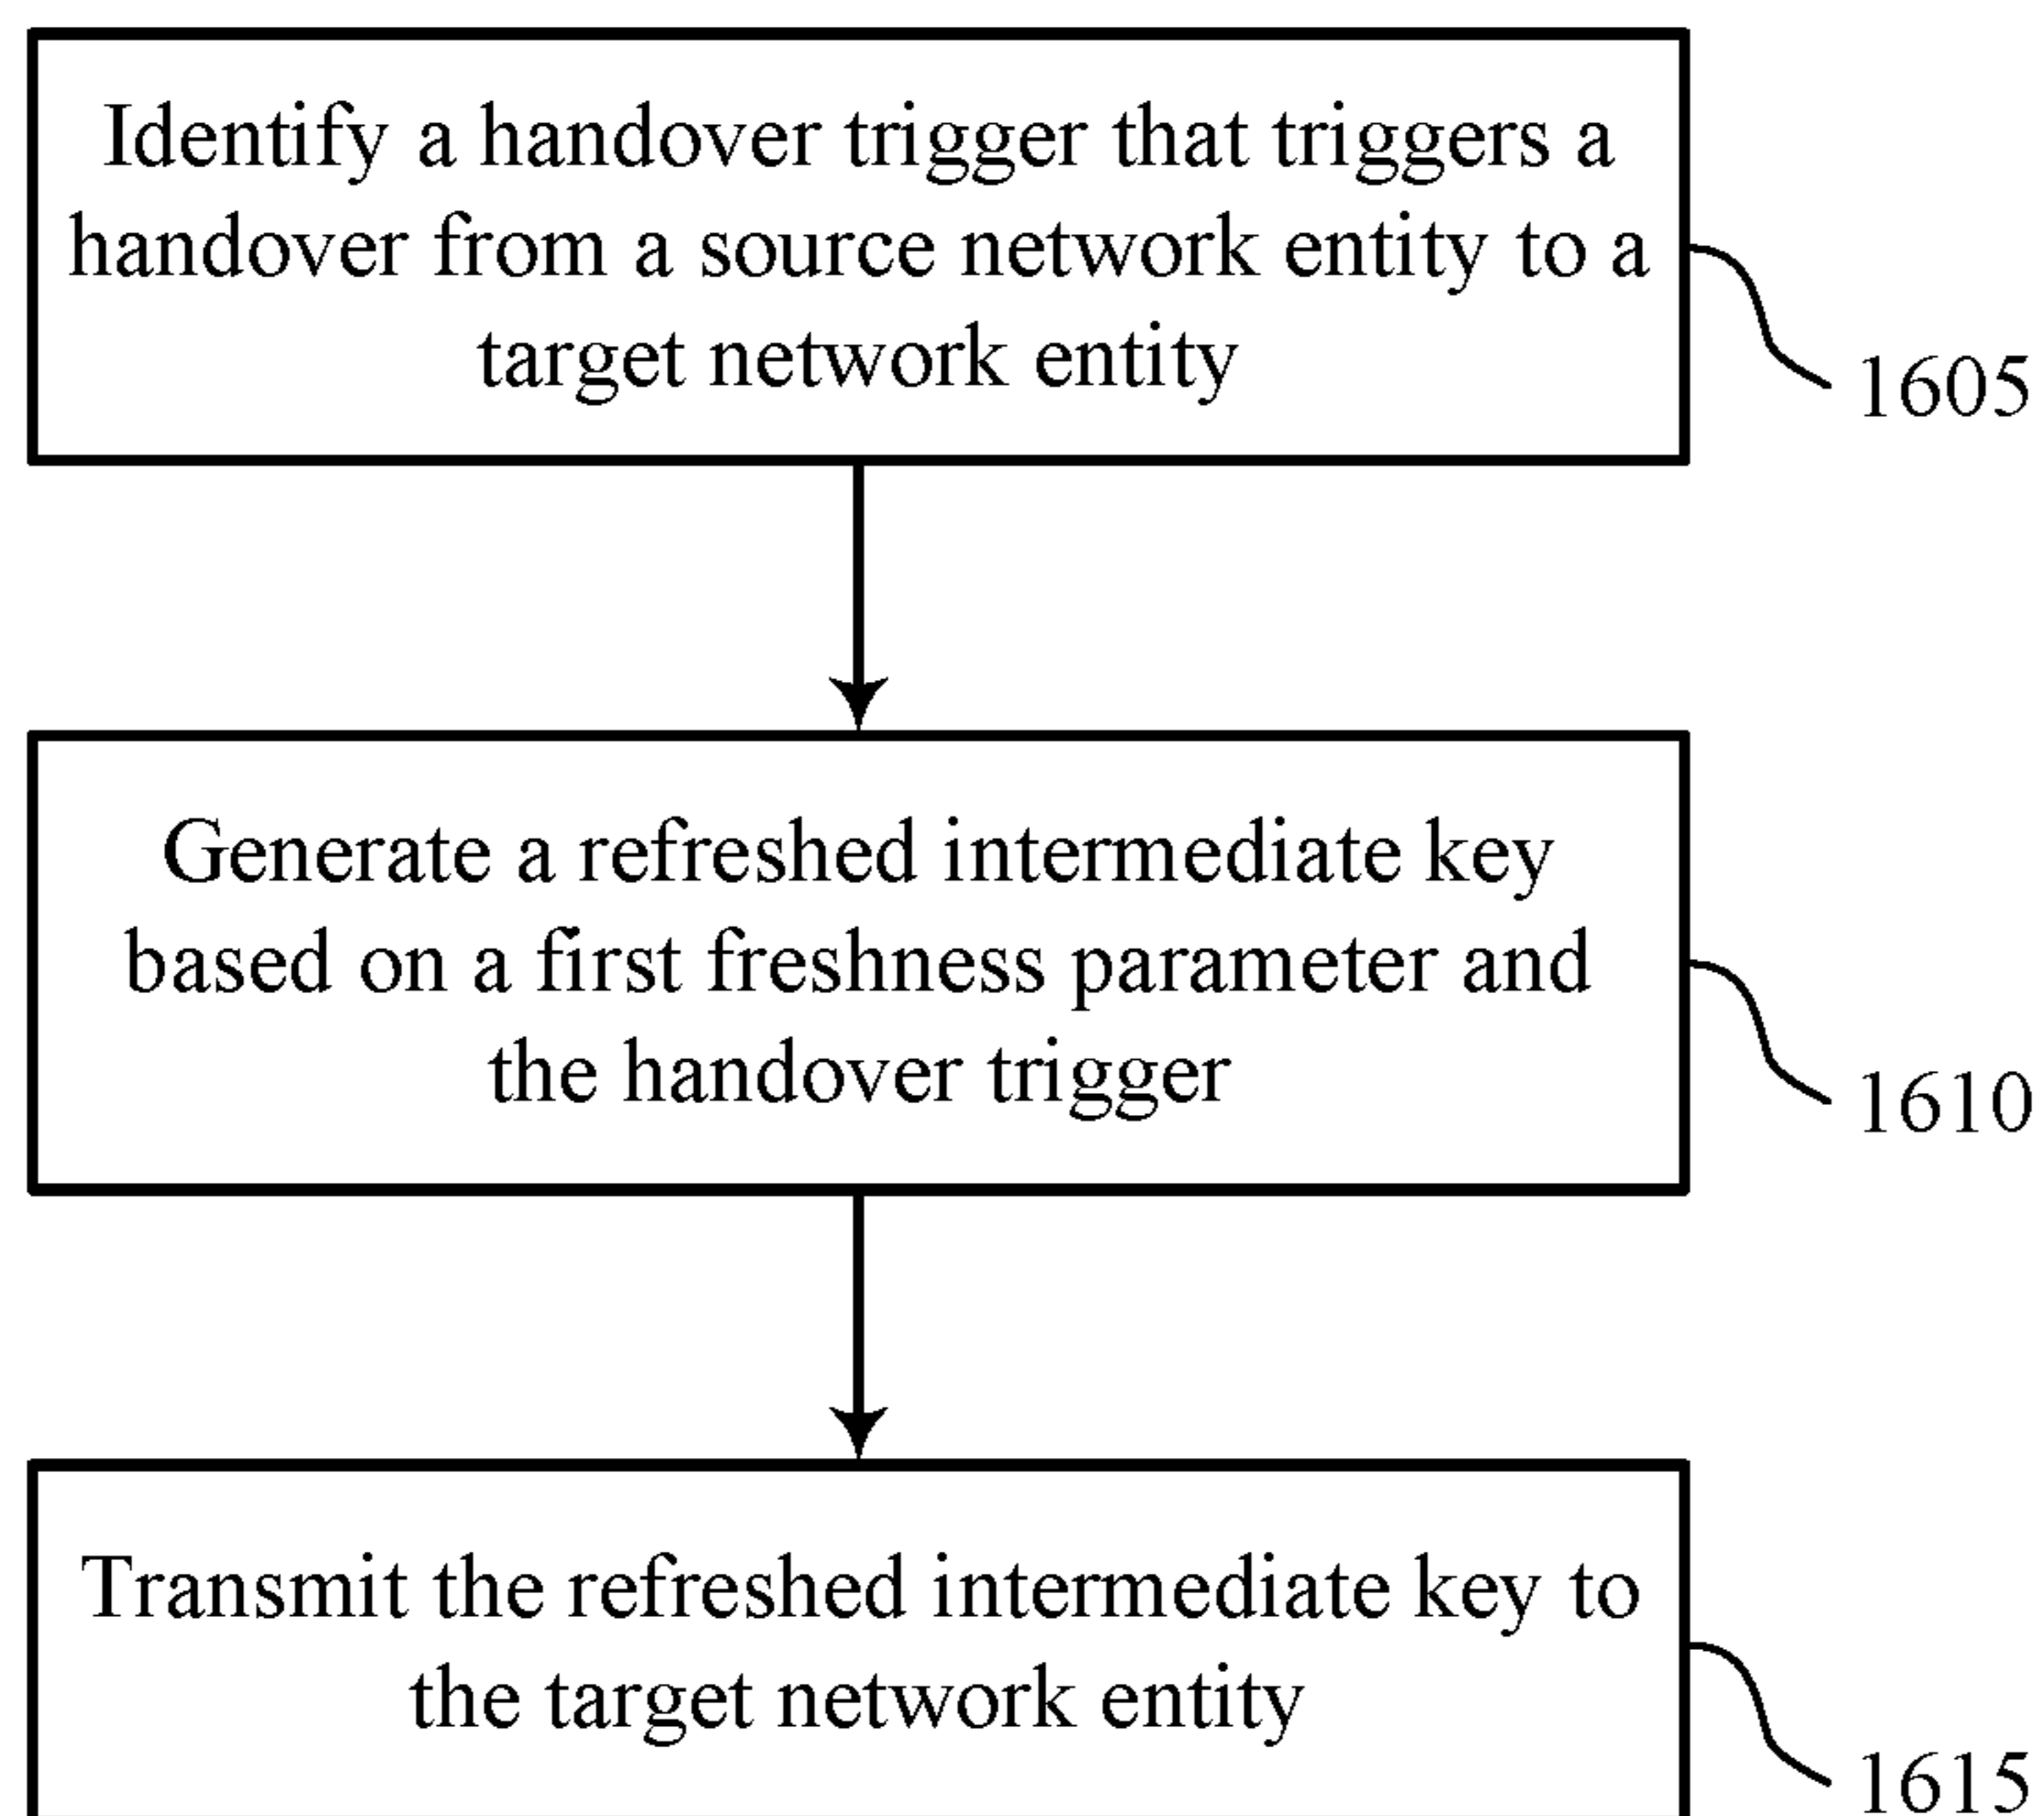 Identify a handover trigger that triggers a
handover from a source network entity to a
target network entity
1605
Generate a refreshed intermediate key
based on a first freshness parameter and
the handover trigger
1610
Transmit the refreshed intermediate key to
the target network entity
1615